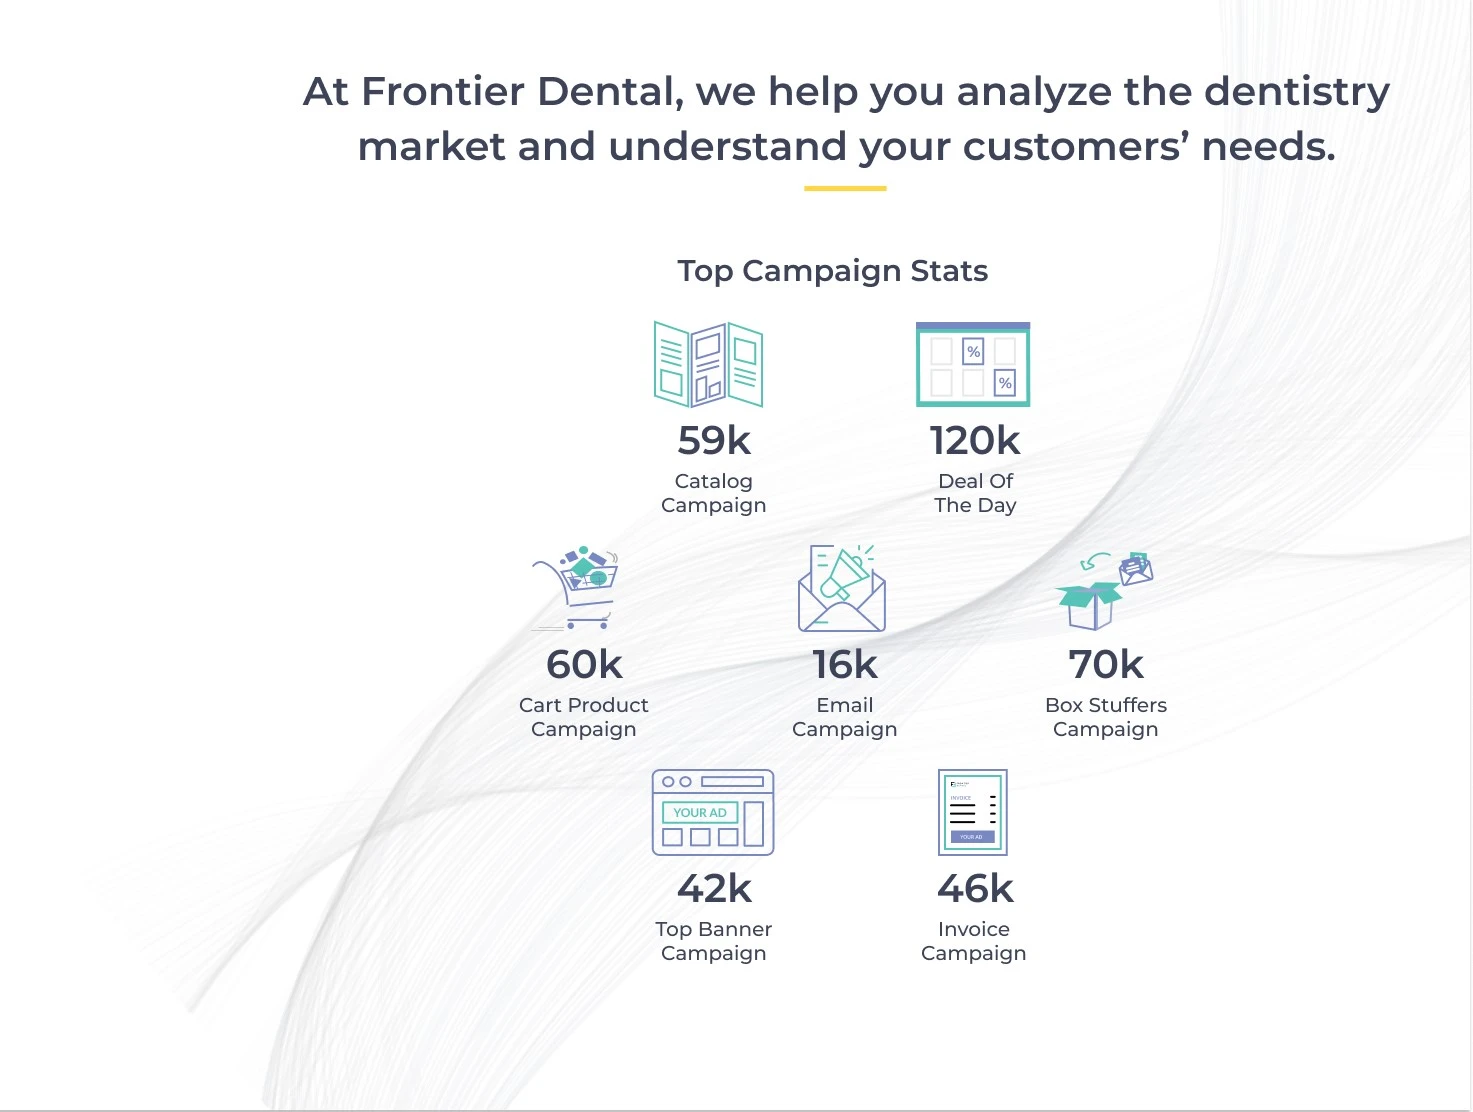 At Frontier Dental, we help you analyze the dentistry
market and understand your customers’ needs.
Top Campaign Stats
% %
59k
Catalog
Campaign
120k
Deal Of
The Day
60k
Cart Product
Campaign
16k
Email
Campaign
70k
Box Stuffers
Campaign
YOUR AD
42k
Top Banner
Campaign
INVOICE
YOUR AD
46k
Invoice
Campaign